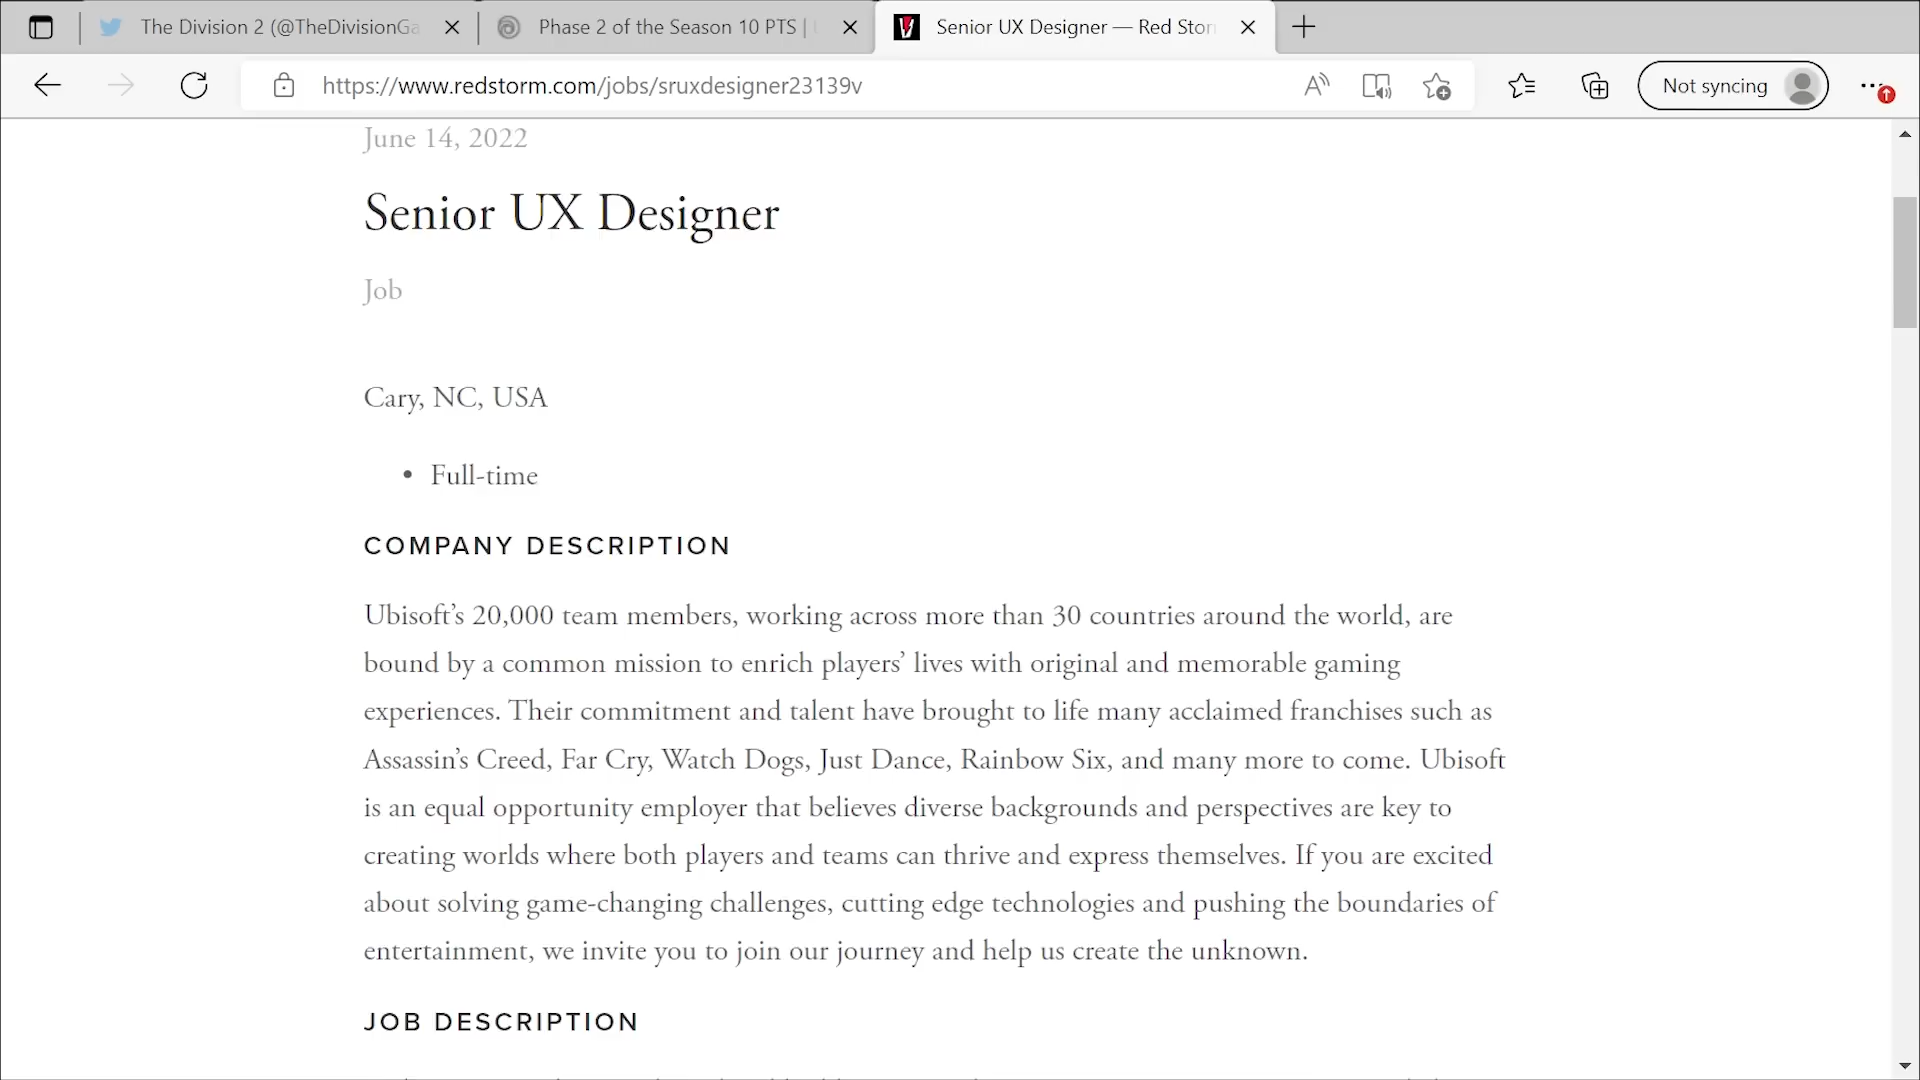 The Division 2 (@TheDivisionGa
Phase 2 of the Season 10 PTS |
Senior UX Designer — Red Stor
https://www.redstorm.com/jobs/sruxdesigner23139v
Not syncing
June 14, 2022
Senior UX Designer
Job
Cary, NC, USA
• Full-time
COMPANY DESCRIPTION
Ubisoft’s 20,000 team members, working across more than 30 countries around the world, are
bound by a common mission to enrich players’ lives with original and memorable gaming
experiences. Their commitment and talent have brought to life many acclaimed franchises such as
Assassin’s Creed, Far Cry, Watch Dogs, Just Dance, Rainbow Six, and many more to come. Ubisoft
is an equal opportunity employer that believes diverse backgrounds and perspectives are key to
creating worlds where both players and teams can thrive and express themselves. If you are excited
about solving game-changing challenges, cutting edge technologies and pushing the boundaries of
entertainment, we invite you to join our journey and help us create the unknown.
JOB DESCRIPTION